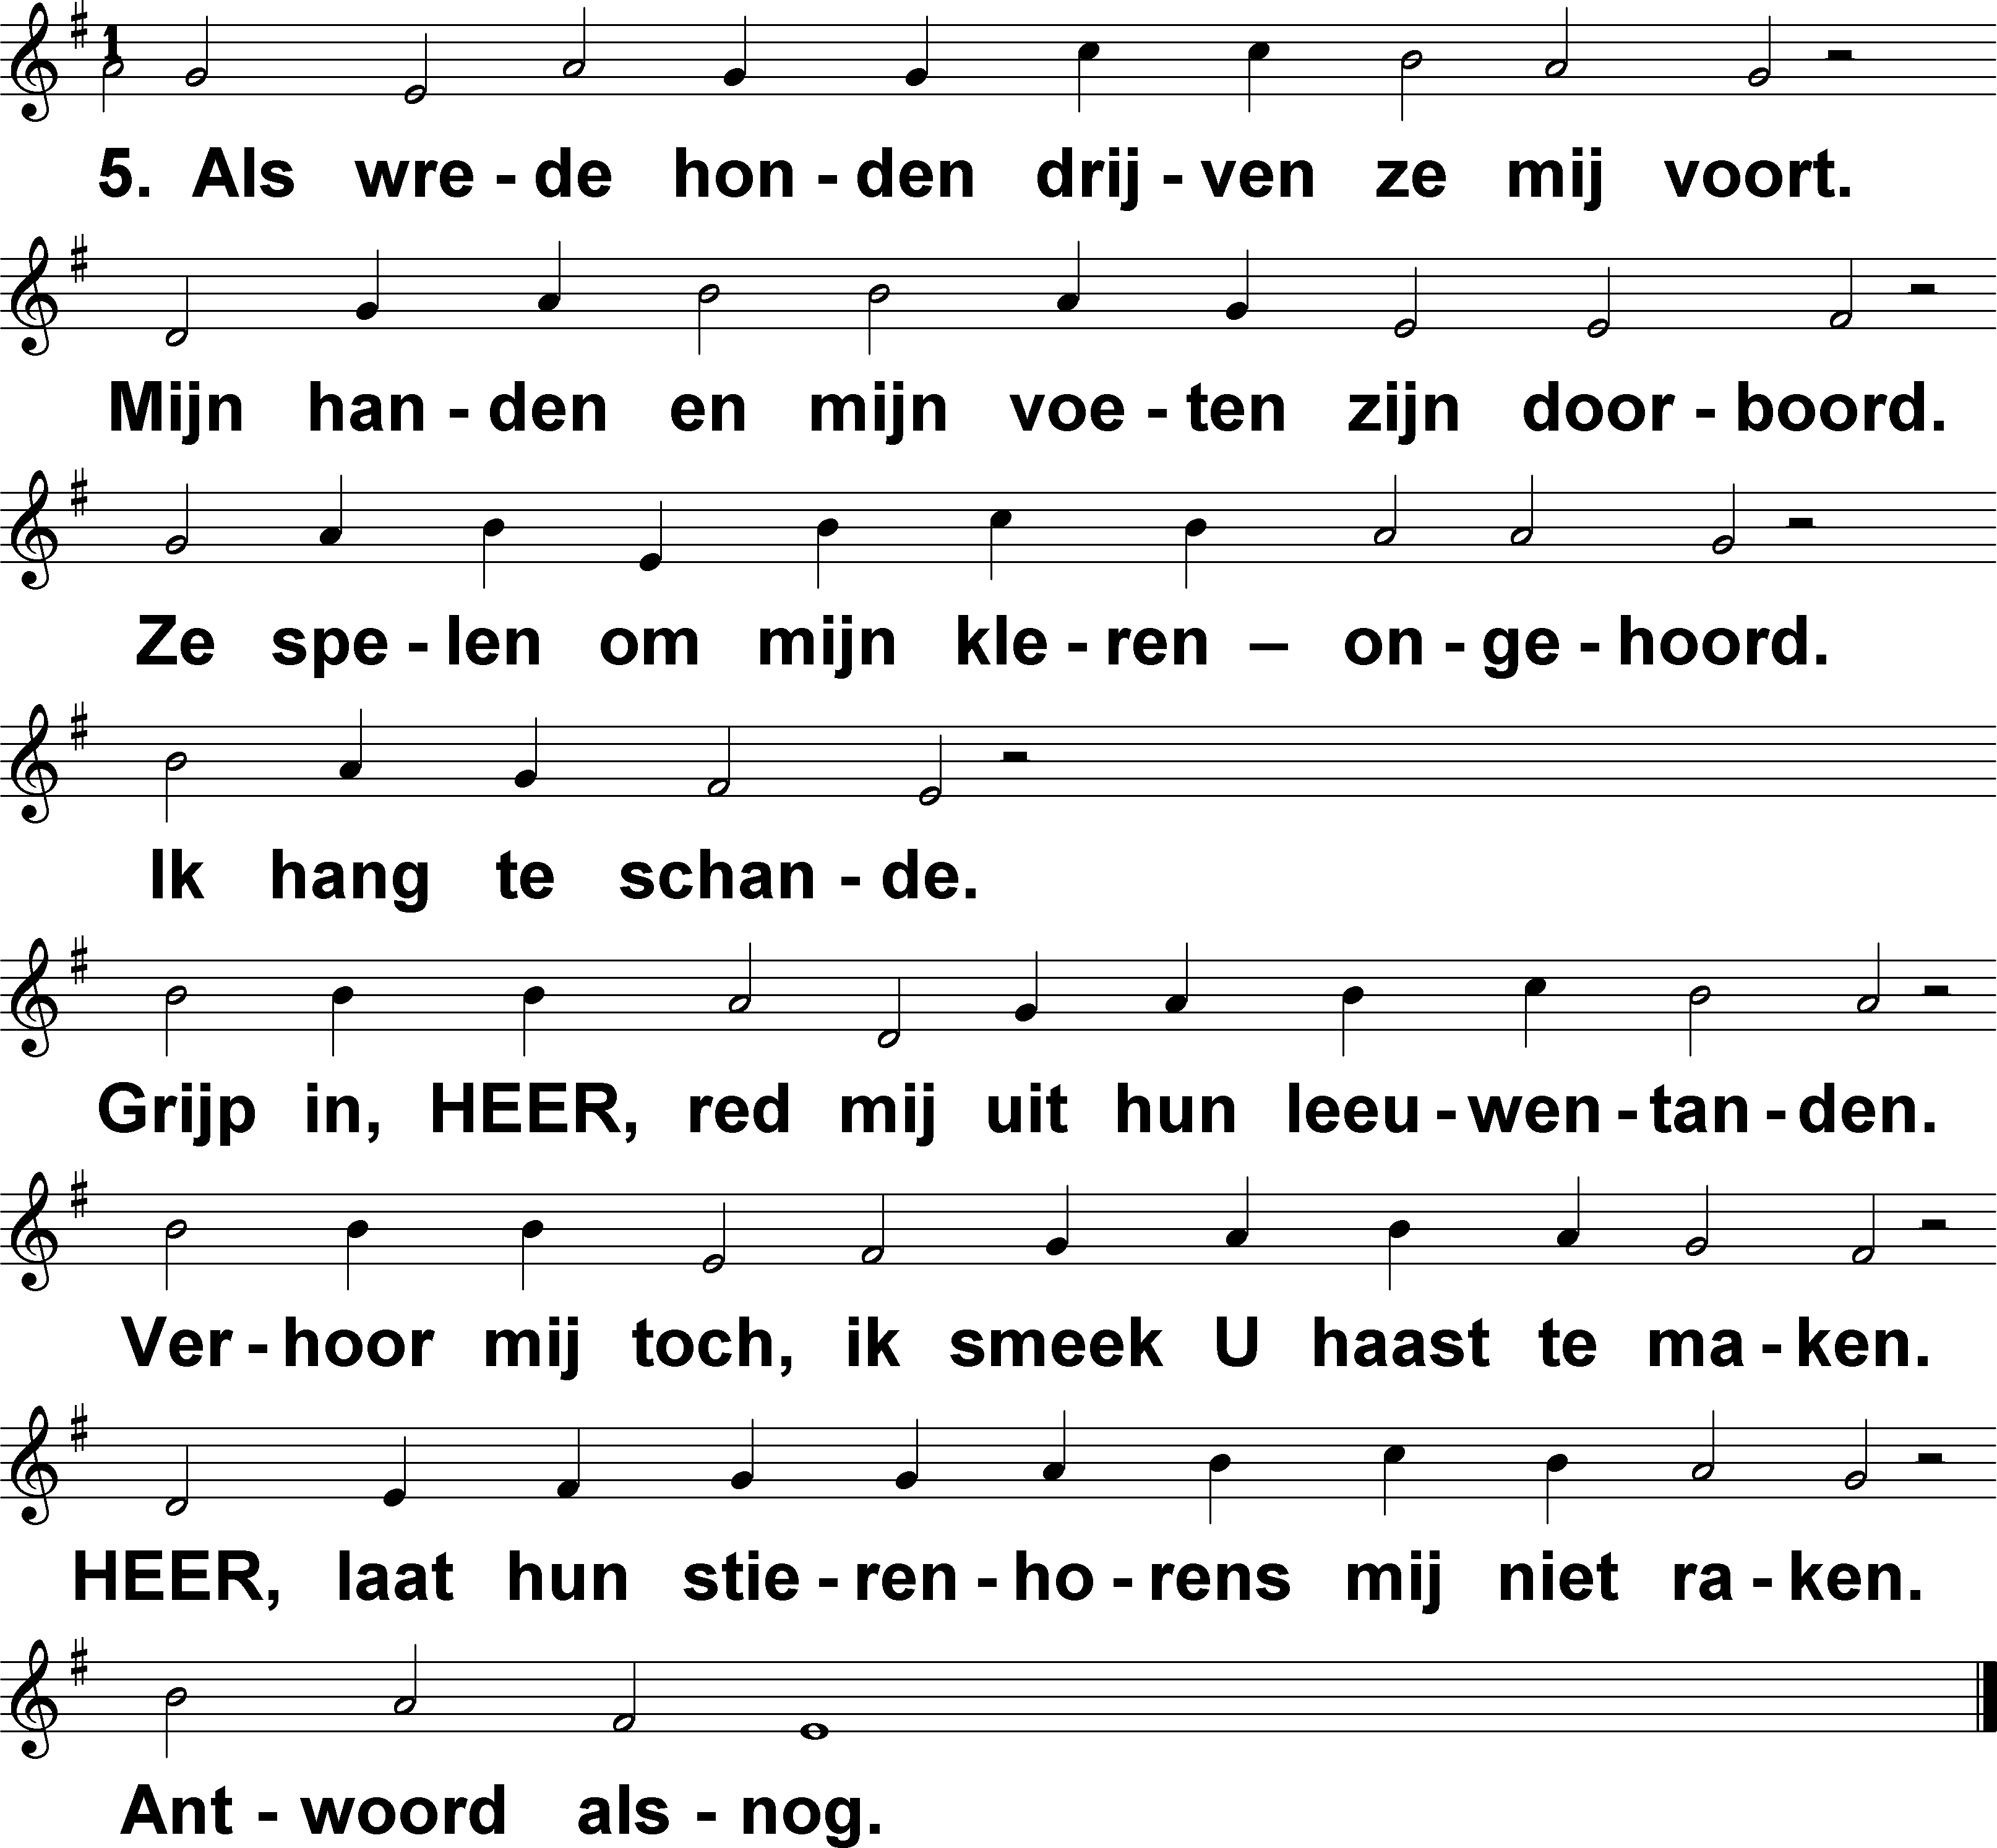 1
5. Als wre - de hon - den drij - ven ze mij voort.
Mijn han - den en mijn voe - ten zijn door - boord.
Ze spe - len om mijn kle - ren – on - ge - hoord.
Ik hang te schan - de.
Grijp in, HEER, red mij uit hun leeu - wen - tan - den.
Ver - hoor mij toch, ik smeek U haast te ma - ken.
HEER, laat hun stie - ren - ho - rens mij niet ra - ken.
Ant - woord als - nog.